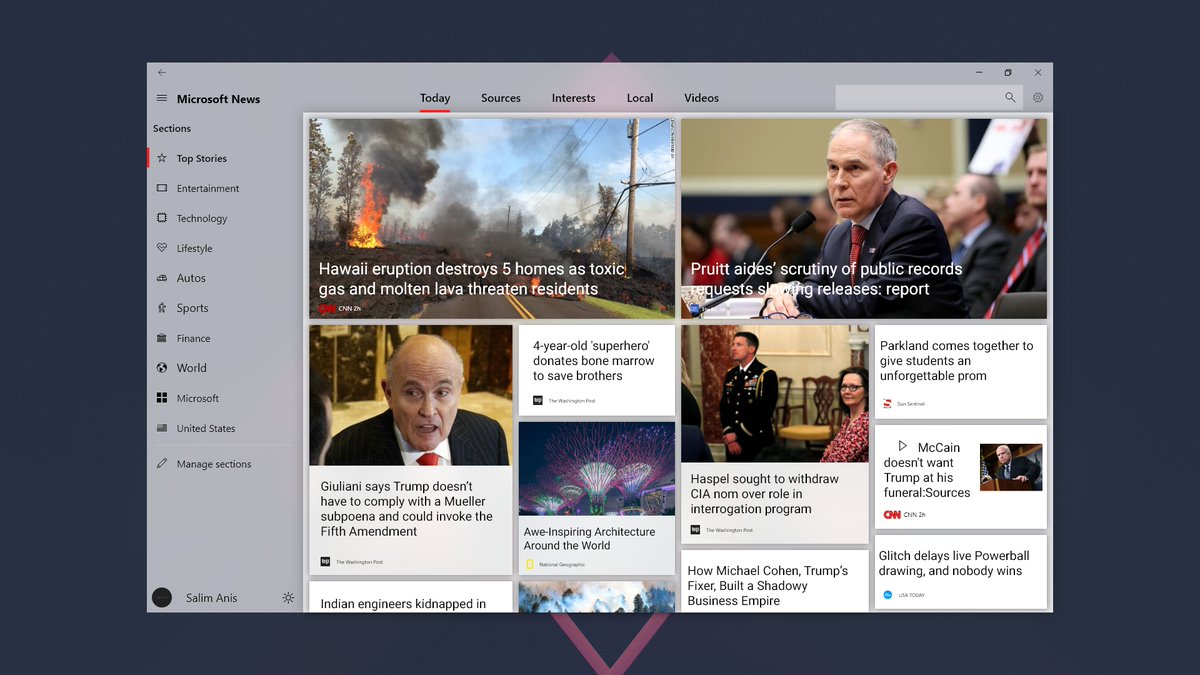 Microsoft News
Today
Sources
Interests
Local
Videos
Sections
Top Stories
Entertainment
Technology
Lifestyle
Autos
Sports
Finance
World
Microsoft
United States
Manage sections
Salim Anis
Hawaii eruption destroys 5 homes as toxic
gas and molten lava threaten residents
CNN CNN 2h
Pruitt aides’ scrutiny of public records
requests slowing releases: report
Giuliani says Trump doesn’t
have to comply with a Mueller
subpoena and could invoke the
Fifth Amendment
wp The Washington Post
Indian engineers kidnapped in
4-year-old 'superhero'
donates bone marrow
to save brothers
wp The Washington Post
Awe-Inspiring Architecture
Around the World
National Geographic
Haspel sought to withdraw
CIA nom over role in
interrogation program
wp The Washington Post
How Michael Cohen, Trump’s
Fixer, Built a Shadowy
Business Empire
Parkland comes together to
give students an
unforgettable prom
Sun Sentinel
McCain
doesn't want
Trump at his
funeral:Sources
CNN CNN 2h
Glitch delays live Powerball
drawing, and nobody wins
USA TODAY